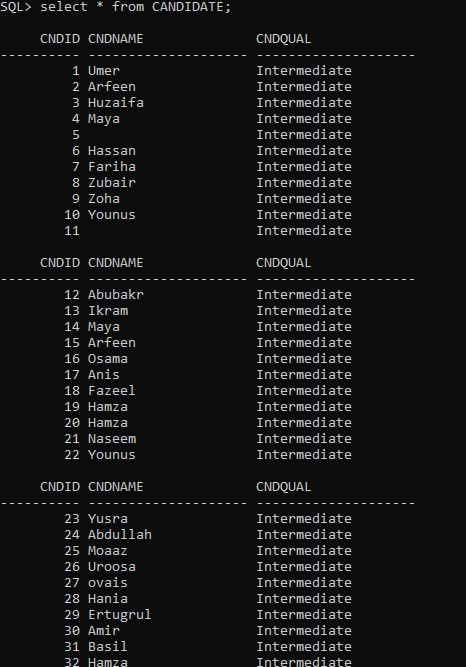 SQL> select * from CANDIDATE;
CNDID CNDNAME CNDQUAL
---------- -------------------- --------------------
1 Umer Intermediate
2 Arfeen Intermediate
3 Huzaifa Intermediate
4 Maya Intermediate
5 Intermediate
6 Hassan Intermediate
7 Fariha Intermediate
8 Zubair Intermediate
9 Zoha Intermediate
10 Younus Intermediate
11 Intermediate
CNDID CNDNAME CNDQUAL
---------- -------------------- --------------------
12 Abubakr Intermediate
13 Ikram Intermediate
14 Maya Intermediate
15 Arfeen Intermediate
16 Osama Intermediate
17 Anis Intermediate
18 Fazeel Intermediate
19 Hamza Intermediate
20 Hamza Intermediate
21 Naseem Intermediate
22 Younus Intermediate
CNDID CNDNAME CNDQUAL
---------- -------------------- --------------------
23 Yusra Intermediate
24 Abdullah Intermediate
25 Moaaz Intermediate
26 Uroosa Intermediate
27 ovais Intermediate
28 Hania Intermediate
29 Ertugrul Intermediate
30 Amir Intermediate
31 Basil Intermediate
32 Hamza Intermediate